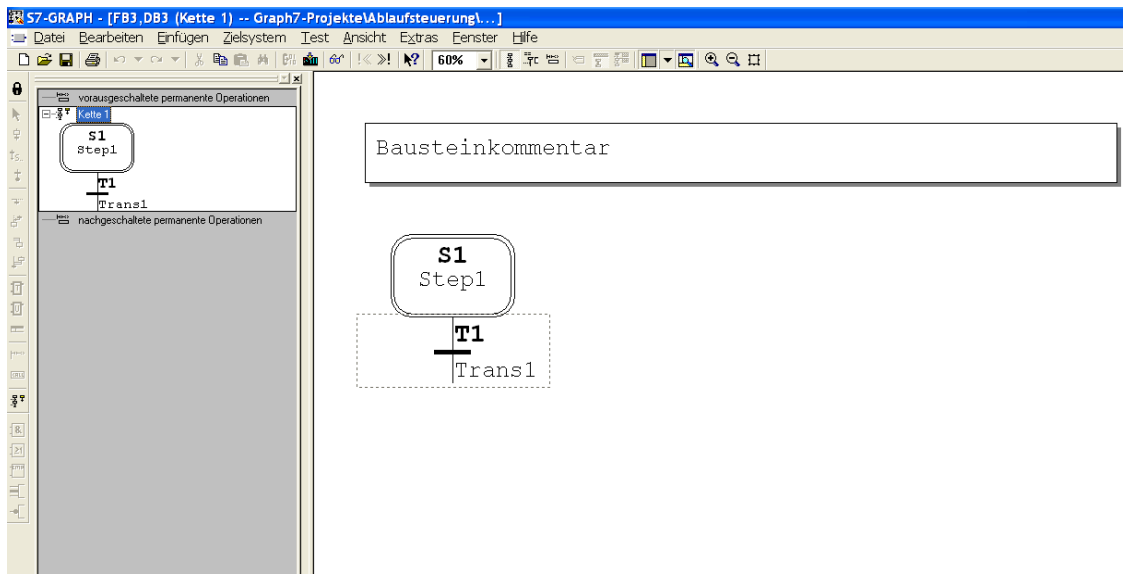 S7-GRAPH - [FB3,DB3 (Kette 1) -- Graph7-Projekte\Ablaufsteuerung\...]
Datei Bearbeiten Einfügen Zielsystem Test Ansicht Extras Fenster Hilfe
60%
vorausgeschaltete permanente Operationen
Kette 1
S1
Step1
T1
Trans1
nachgeschaltete permanente Operationen
Bausteinkommentar
S1
Step1
T1
Trans1